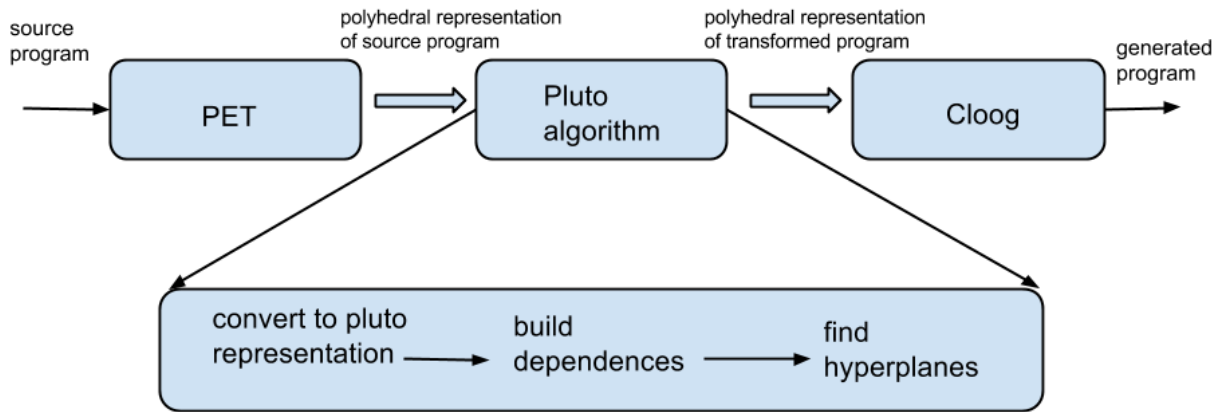 source
program
PET
polyhedral representation
of source program
Pluto
algorithm
polyhedral representation
of transformed program
Cloog
generated
program
convert to pluto
representation
build
dependences
find
hyperplanes